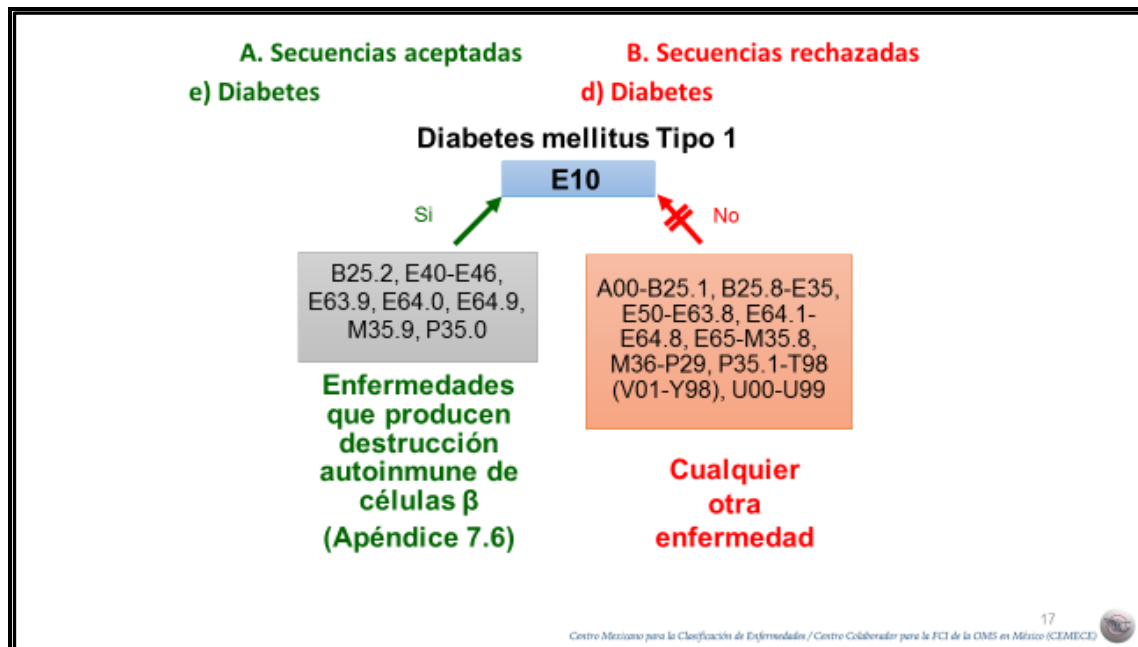 A. Secuencias aceptadas
B. Secuencias rechazadas
e) Diabetes
d) Diabetes
Diabetes mellitus Tipo 1
E10
Si
No
B25.2, E40-E46,
E63.9, E64.0, E64.9,
M35.9, P35.0
A00-B25.1, B25.8-E35,
E50-E63.8, E64.1-
E64.8, E65-M35.8,
M36-P29, P35.1-T98
(V01-Y98), U00-U99
Enfermedades
que producen
destrucción
autoinmune de
células β
(Apéndice 7.6)
Cualquier
otra
enfermedad
17
Centro Mexicano para la Clasificación de Enfermedades / Centro Colaborador para la FCI de la OMS en México (CEMECE)